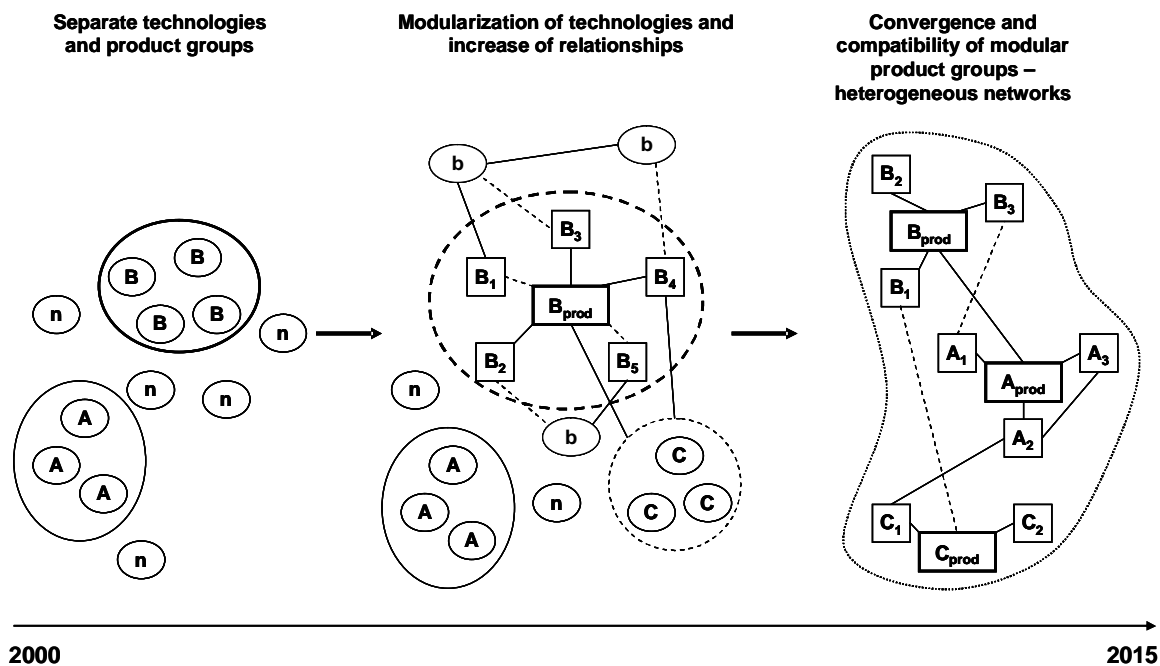 Separate technologies
and product groups
Modularization of technologies and
increase of relationships
Convergence and
compatibility of modular
product groups –
heterogeneous networks
B
B
B
B
n
n
n
n
A
A
A
n
b
b
B3
B1
B4
Bprod
B2
B5
n
b
A
A
A
n
C
C
C
B2
B3
Bprod
B1
A1
A3
Aprod
A2
C1
C2
Cprod
2000
2015